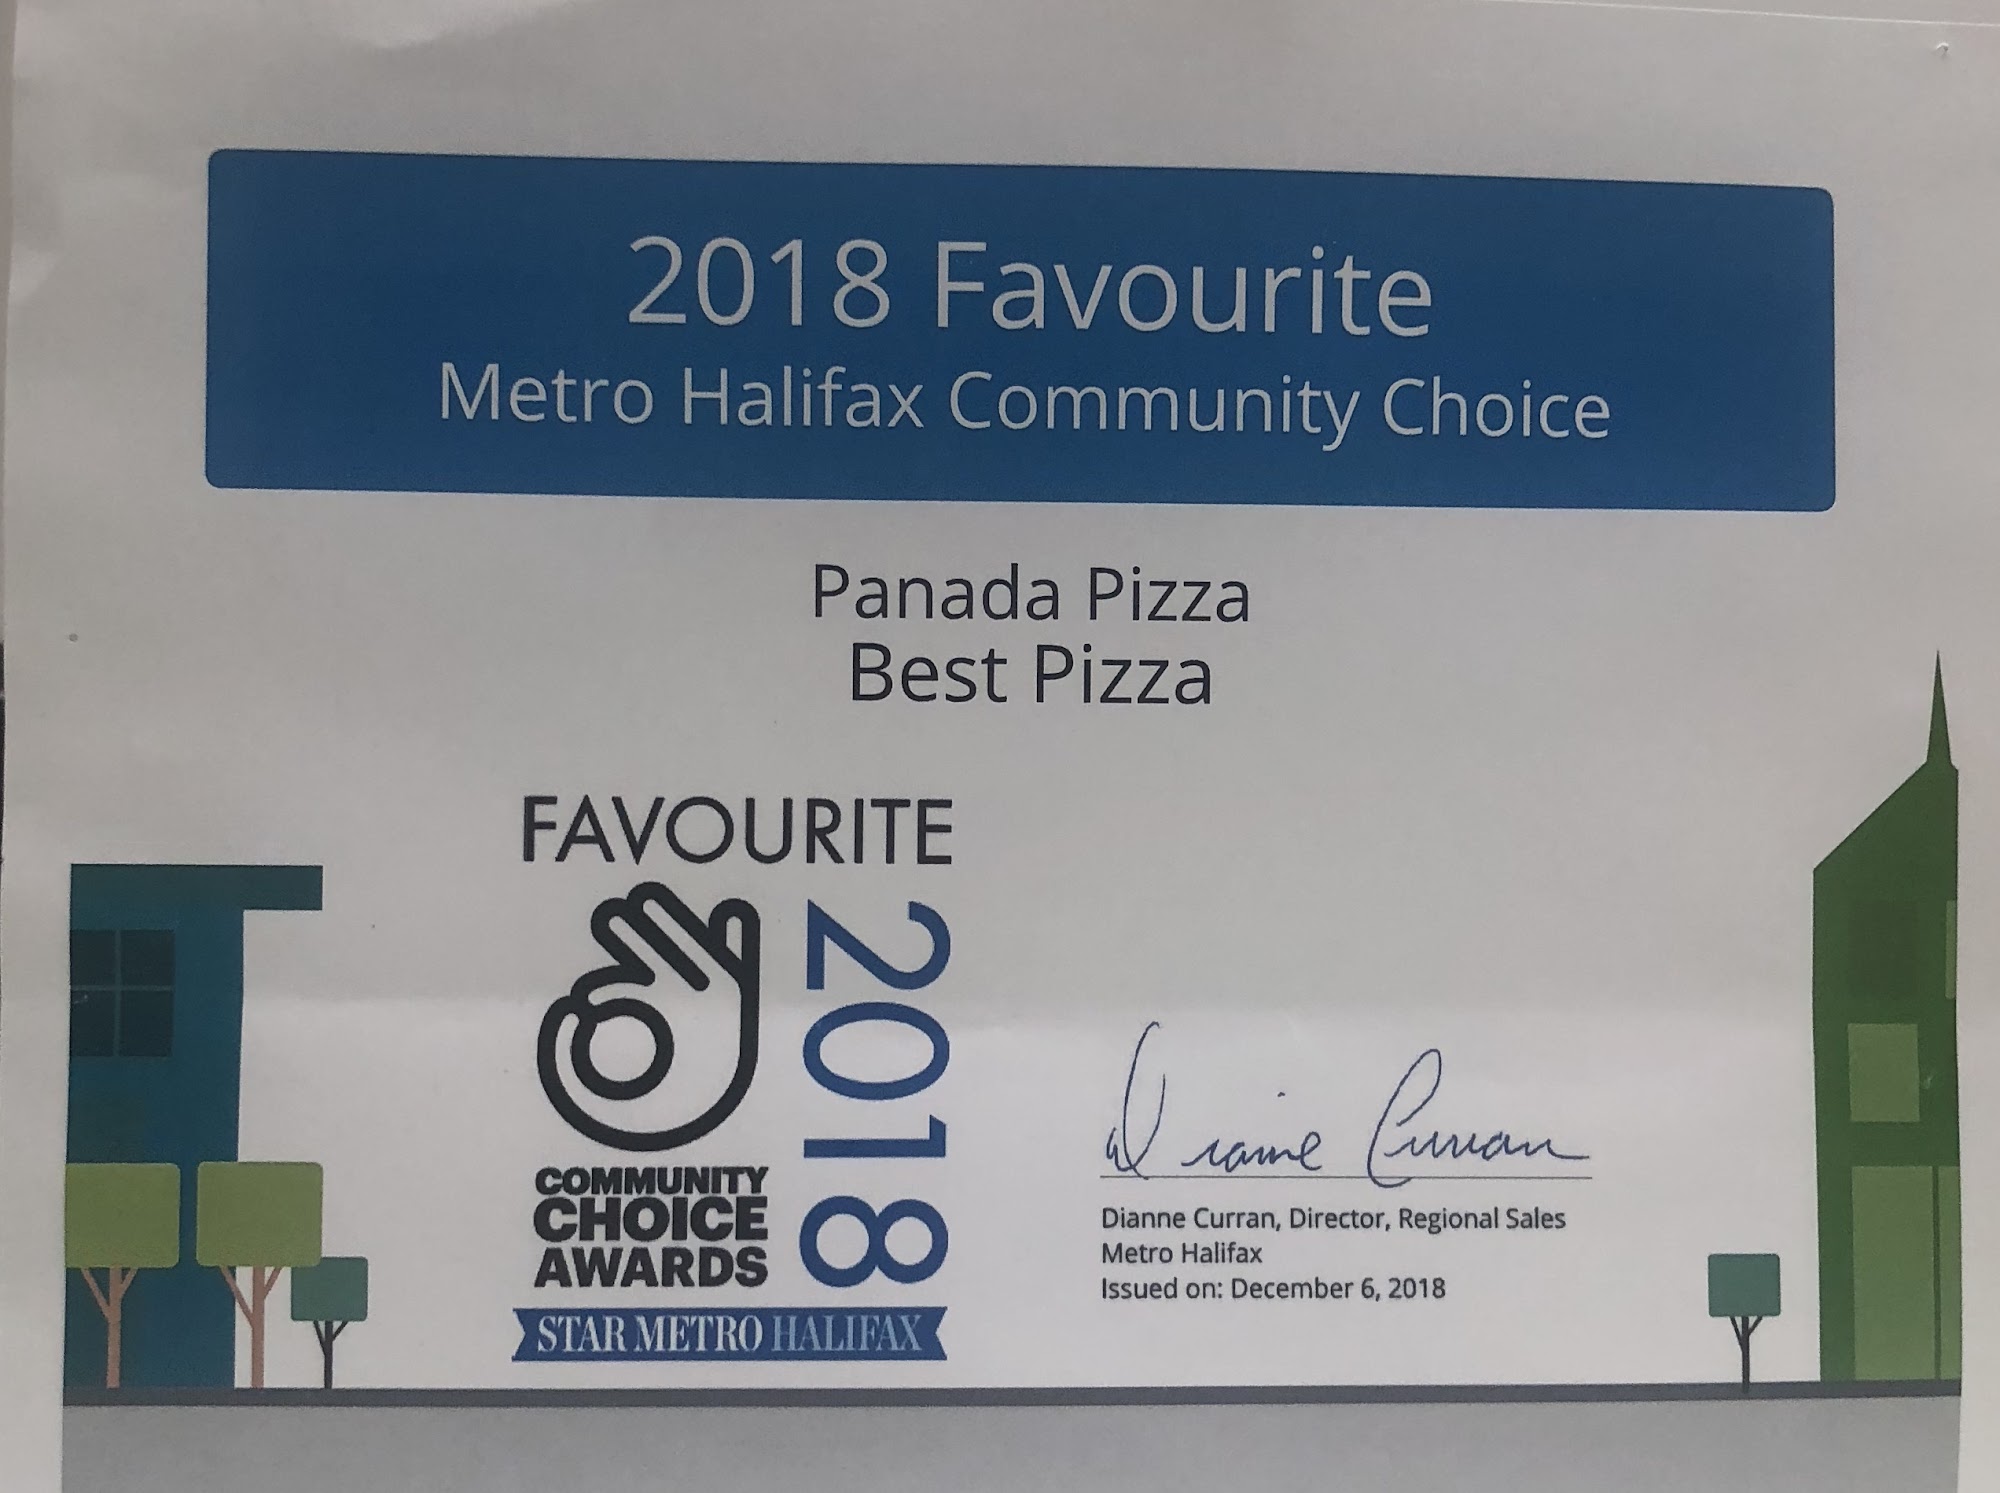 2018 Favourite
Metro Halifax Community Choice
Panada Pizza
Best Pizza
FAVOURITE
2018
COMMUNITY
CHOICE
AWARDS
STAR METRO HALIFAX
Dianne Curran
Dianne Curran, Director, Regional Sales
Metro Halifax
Issued on: December 6, 2018